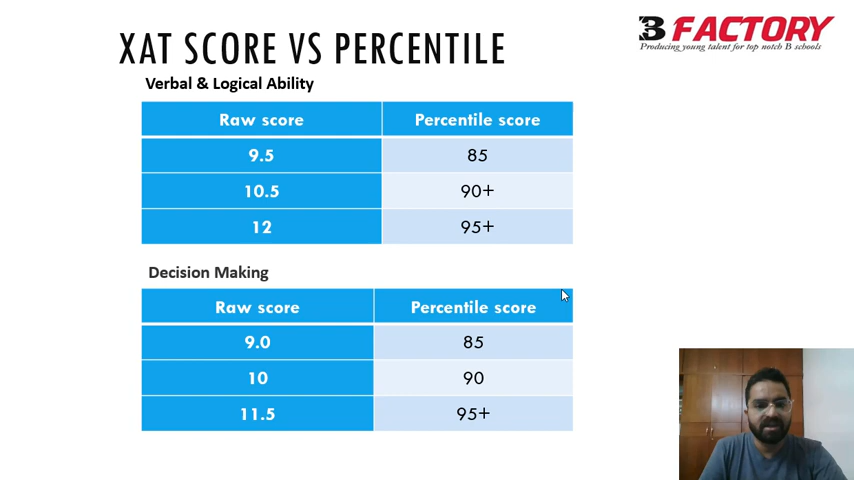 XAT SCORE VS PERCENTILE
B FACTORY
Producing young talent for top notch B schools
Verbal & Logical Ability
Raw score Percentile score
9.5 85
10.5 90+
12 95+
Decision Making
Raw score Percentile score
9.0 85
10 90
11.5 95+